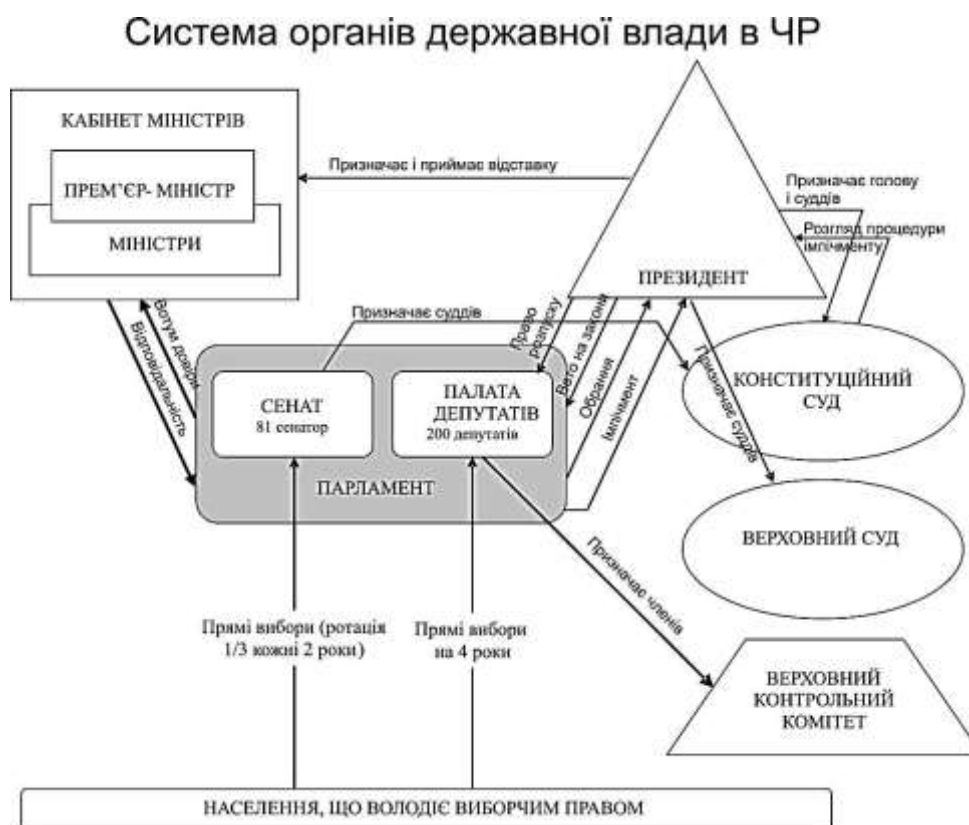 Система органів державної влади в ЧР
КАБІНЕТ МІНІСТРІВ
ПРЕМ`ЄР- МІНІСТР
МІНІСТРИ
Призначає і приймає відставку
Призначає голову
і суддів
Розгляд процедури
імпічменту
ПРЕЗИДЕНТ
Вотум довіри
Відповідальність
Призначає суддів
Право
розпуску
Вето на закони
Обрання
Імпічмент
Призначає суддів
КОНСТИТУЦІЙНИЙ
СУД
СЕНАТ
81 сенатор
ПАЛАТА
ДЕПУТАТІВ
200 депутатів
ПАРЛАМЕНТ
ВЕРХОВНИЙ СУД
Призначає членів
Прямі вибори (ротація
1/3 кожні 2 роки)
Прямі вибори
на 4 роки
ВЕРХОВНИЙ
КОНТРОЛЬНИЙ
КОМІТЕТ
НАСЕЛЕННЯ, ЩО ВОЛОДІЄ ВИБОРЧИМ ПРАВОМ